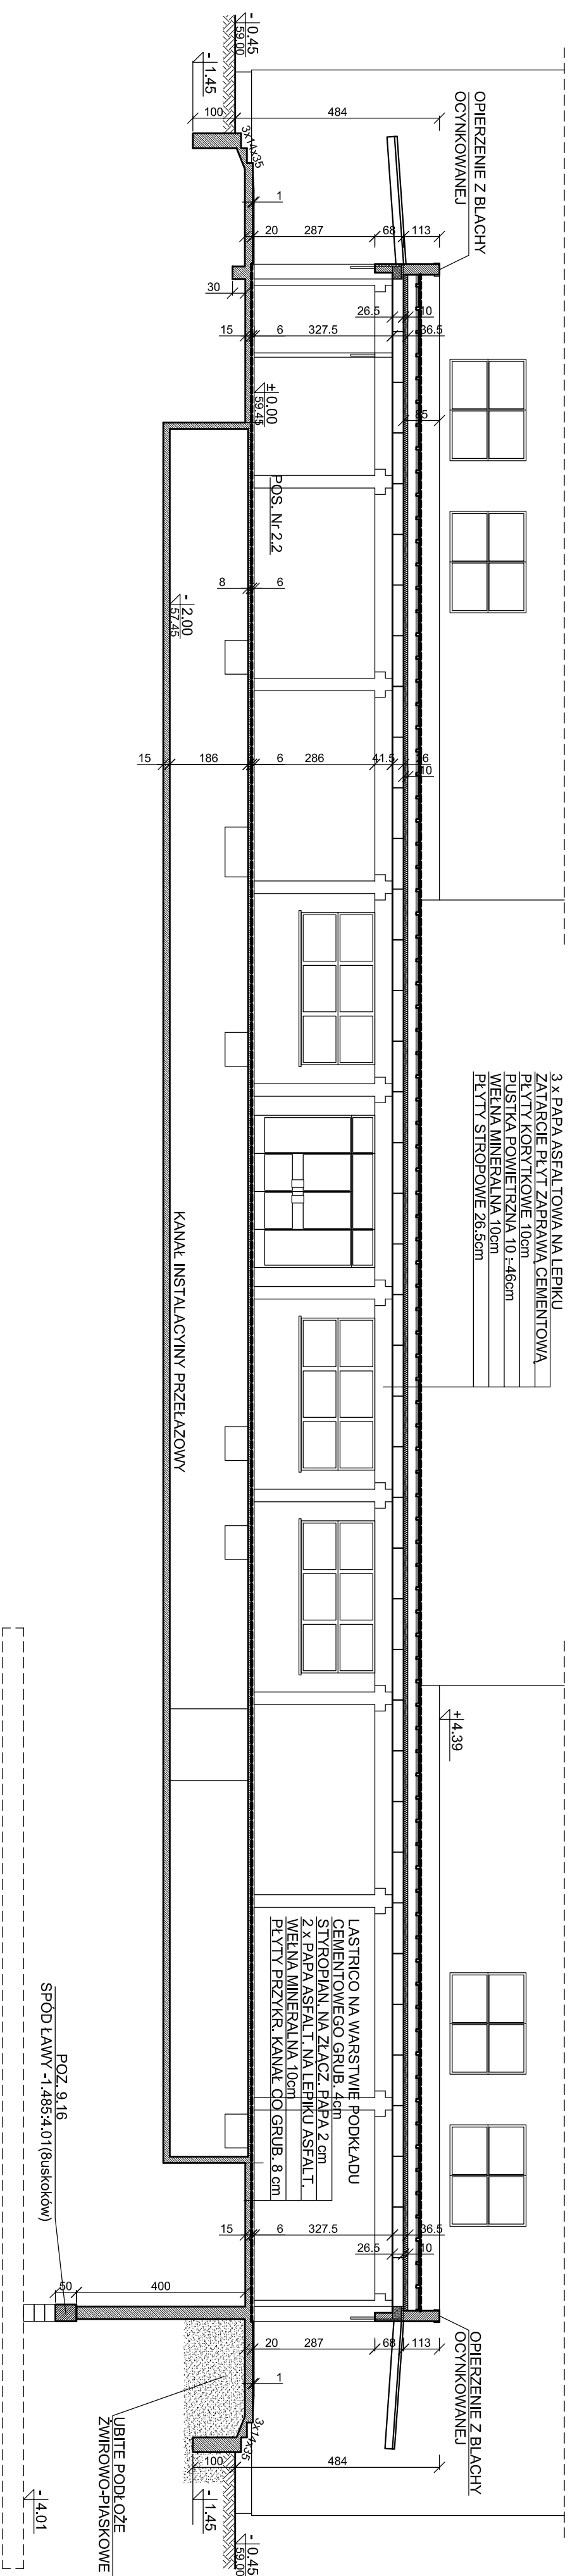 OPIERZENIE Z BLACHY
OCYNKOWANEJ
3 x PAPA ASFALTOWA NA LEPIKU
ZATARCIE PŁYT ZAPRAWĄ CEMENTOWĄ
PŁYTY KORYTKOWE 10cm
PUSTKA POWIETRZNA 10÷46cm
WEŁNA MINERALNA 10cm
PŁYTY STROPOWE 26.5cm
+ 4.39
OPIERZENIE Z BLACHY
OCYNKOWANEJ
- 0.45
59.00
- 1.45
100
484
3x14x35
1
20
287
68
113
30
26.5
10
15
6
327.5
36.5
± 0.00
59.45
85
POS. Nr 2.2
8
6
- 2.00
57.45
15
186
6
286
41.5
26
10
KANAŁ INSTALACYJNY PRZEŁAZOWY
LASTRICO NA WARSTWIE PODKŁADU
CEMENTOWEGO GRUB. 4cm
STYROPIAN. NA ZŁĄCZ. PAPA 2 cm
2 x PAPA ASFALT. NA LEPIKU ASFALT.
WEŁNA MINERALNA 10cm
PŁYTY PRZYKR. KANAŁ CO GRUB. 8 cm
15
6
327.5
36.5
26.5
10
50
400
20
287
68
113
1
3x14x35
100
484
- 0.45
59.00
- 1.45
POZ. 9.16
SPÓD ŁAWY -1.485:4.01(8uskoków)
UBITE PODŁOŻE
ŻWIROWO-PIASKOWE
- 4.01